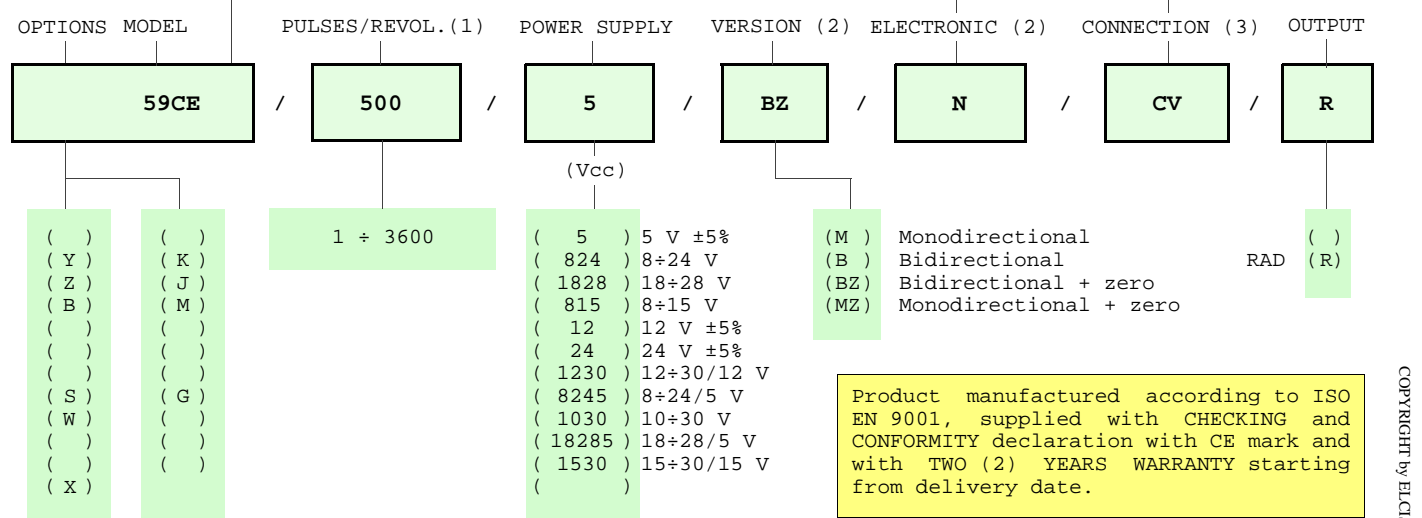 OPTIONS MODEL PULSES/REVOL.(1) POWER SUPPLY VERSION (2) ELECTRONIC (2) CONNECTION (3) OUTPUT
59CE / 500 / 5 / BZ / N / CV / R
(Vcc)
( ) ( ) 1 ÷ 3600 ( 5 ) 5 V ±5% (M ) Monodirectional ( )
( Y ) ( K ) ( 824 ) 8÷24 V (B ) Bidirectional RAD (R)
( Z ) ( J ) ( 1828 ) 18÷28 V (BZ) Bidirectional + zero
( B ) ( M ) ( 815 ) 8÷15 V (MZ) Monodirectional + zero
( ) ( ) ( 12 ) 12 V ±5%
( ) ( ) ( 24 ) 24 V ±5%
( ) ( ) ( 1230 ) 12÷30/12 V
( S ) ( G ) ( 8245 ) 8÷24/5 V
( W ) ( ) ( 1030 ) 10÷30 V
( ) ( ) ( 18285 ) 18÷28/5 V
( ) ( ) ( 1530 ) 15÷30/15 V
( X ) ( )
Product manufactured according to ISO
EN 9001, supplied with CHECKING and
CONFORMITY declaration with CE mark and
with TWO (2) YEARS WARRANTY starting
from delivery date.
COPYRIGHT by